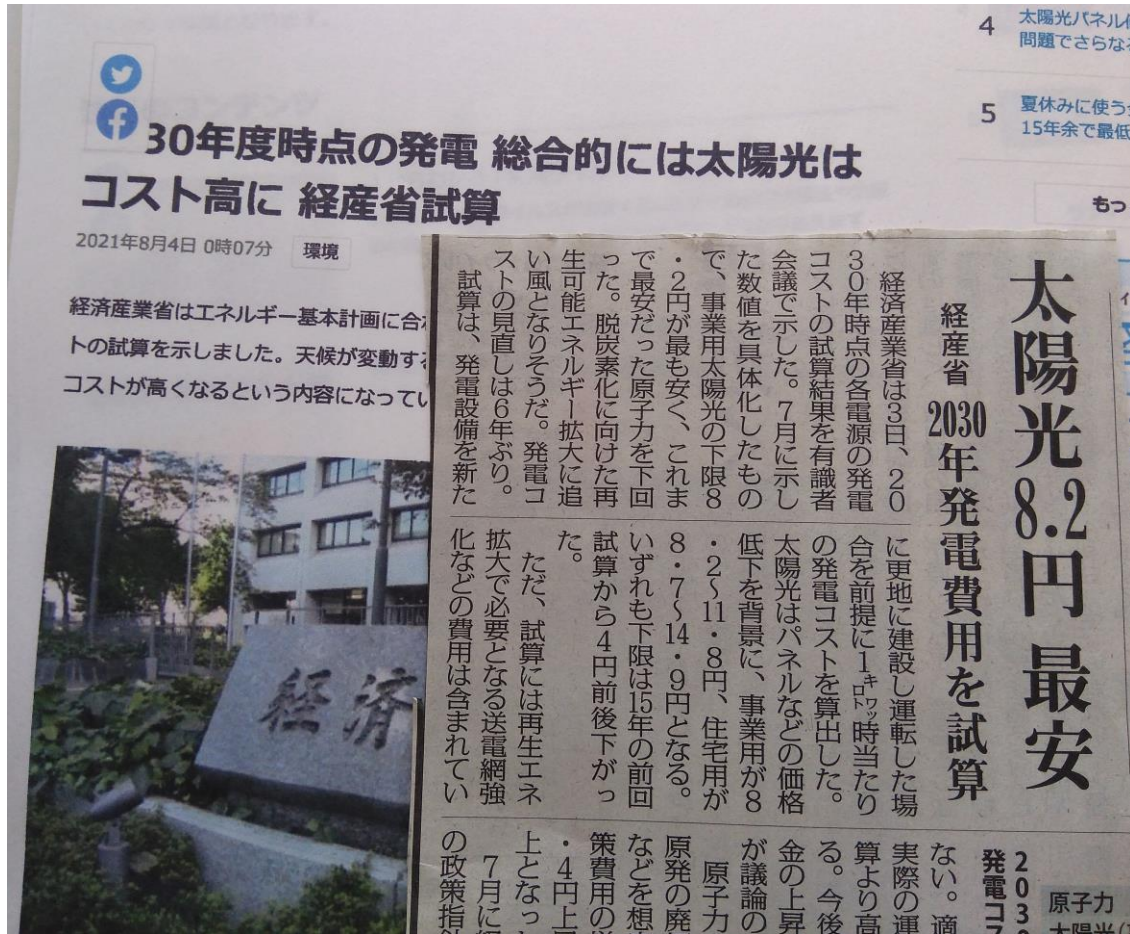 30年度時点の発電 総合的には太陽光は
コスト高に 経産省試算
2021年8月4日 0時07分
環境
経済産業省はエネルギー基本計画に合
トの試算を示しました。天候が変動する
コストが高くなるという内容になってい
4
太陽光パネル
問題でさらな
5
夏休みに使う
15年余で最低
もっ
経済
太陽光8.2円 最安
経産省 2030年発電費用を試算
経済産業省は3日、20
30年時点の各電源の発電
コストの試算結果を有識者
会議で示した。7月に示し
た数値を具体化したもの
で、事業用太陽光の下限8
・2円が最も安く、これま
で最安だった原子力を下回
った。脱炭素化に向けた再
生可能エネルギー拡大に追
い風となりそうだ。発電コ
ストの見直しは6年ぶり。
試算は、発電設備を新た
に更地に建設し運転した場
合を前提に1キロワット時当たり
の発電コストを算出した。
太陽光はパネルなどの価格
低下を背景に、事業用が8
・2～11・8円、住宅用が
8・7～14・9円となる。
いずれも下限は15年の前回
試算から4円前後下がっ
た。
ただ、試算には再生エネ
拡大で必要となる送電網強
化などの費用は含まれてい
ない。適
実際の運
算より高
る。今後
金の上昇
が議論の
原子力
原発の廃
などを想
策費用の
・4円上
上となっ
7月に
の政策指
203
発電コ
原子力
太陽光